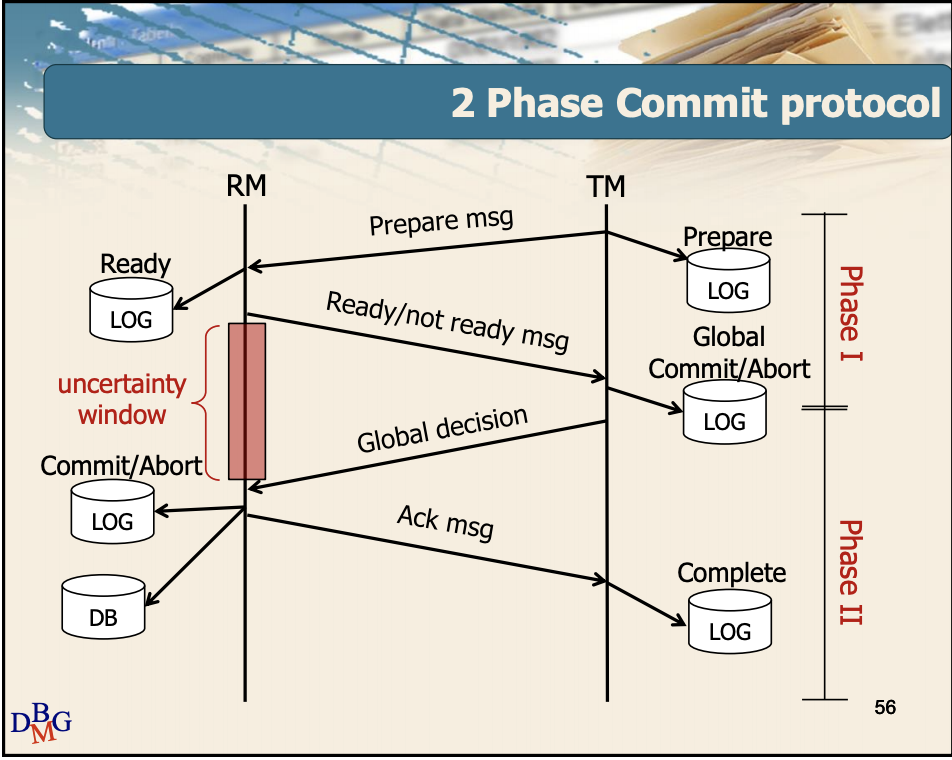 2 Phase Commit protocol
RM
TM
Prepare msg
Prepare
LOG
Ready
LOG
Ready/not ready msg
Global
Commit/Abort
LOG
Phase I
uncertainty
window
Global decision
Commit/Abort
LOG
DB
Ack msg
Complete
LOG
Phase II
56
DBMG